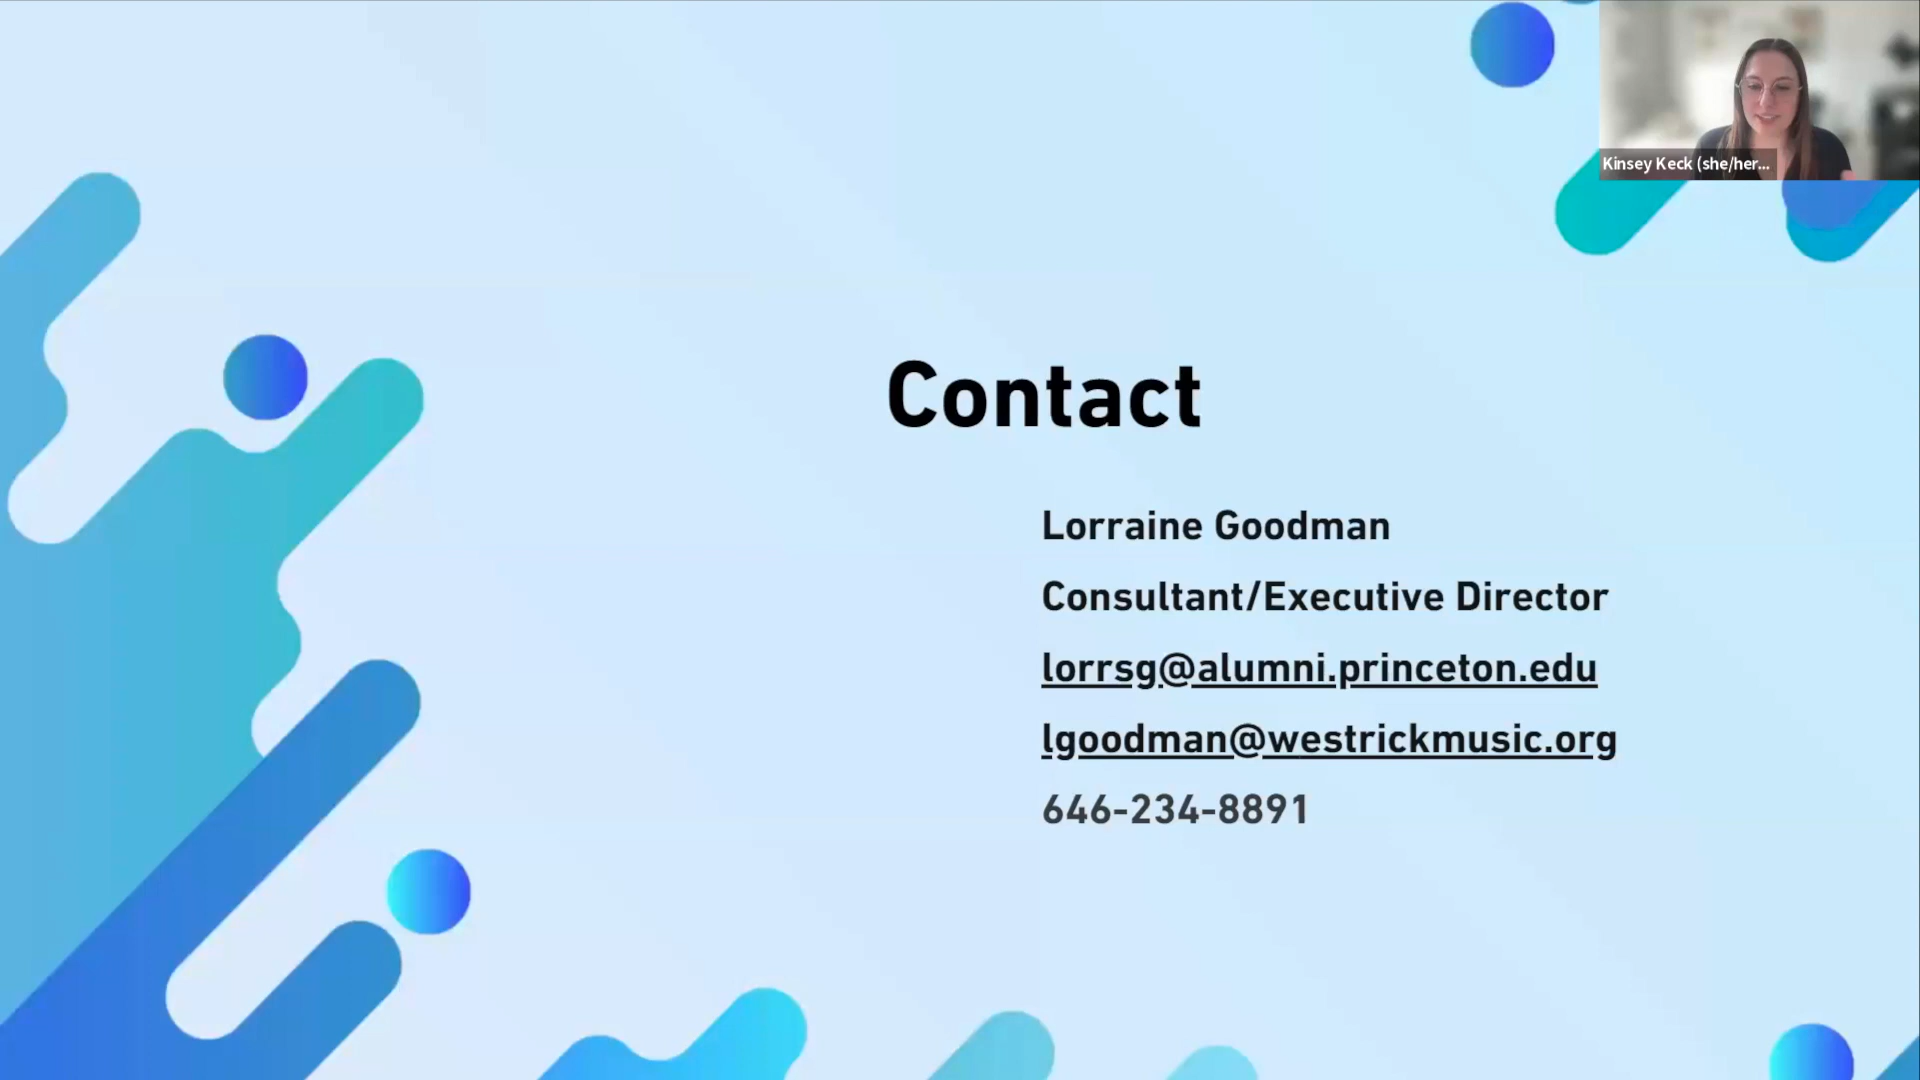 Kinsey Keck (she/her...
Contact
Lorraine Goodman
Consultant/Executive Director
lorrsg@alumni.princeton.edu
lgoodman@westrickmusic.org
646-234-8891